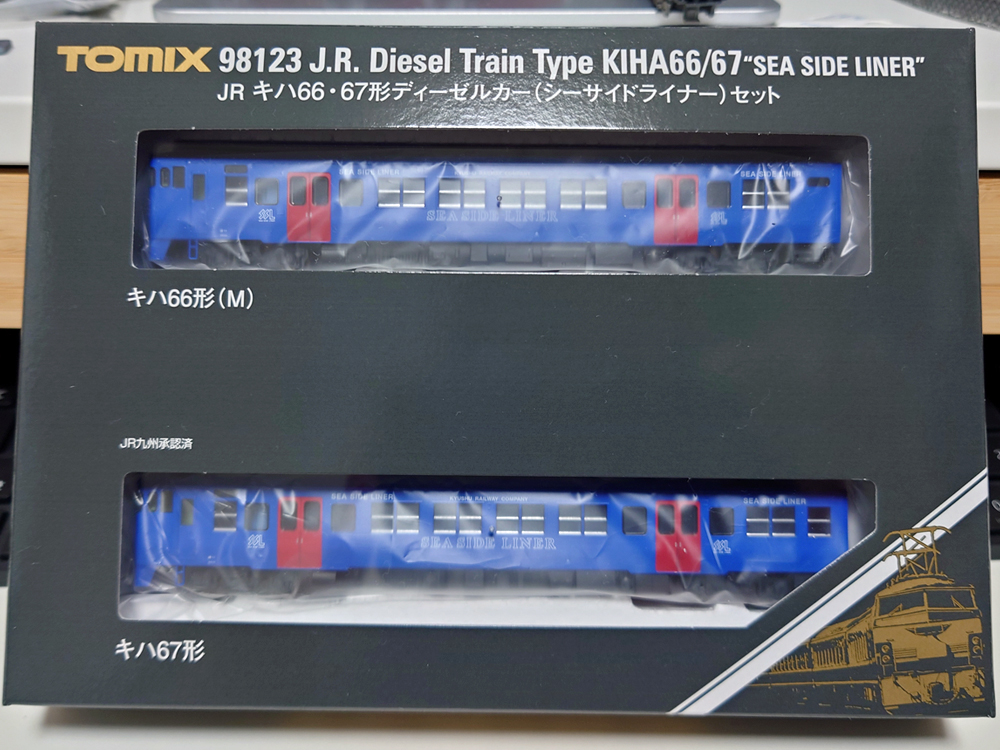 TOMIX 98123 J.R. Diesel Train Type KIHA66/67 "SEA SIDE LINER"
JR キハ66・67形ディーゼルカー（シーサイドライナー）セット
SEA SIDE LINER
SEA SIDE LINER
SEA SIDE LINER
キハ66形（M）
JR九州承認済
SEA SIDE LINER
KYUSHU RAILWAY COMPANY
SEA SIDE LINER
SEA SIDE LINER
キハ67形